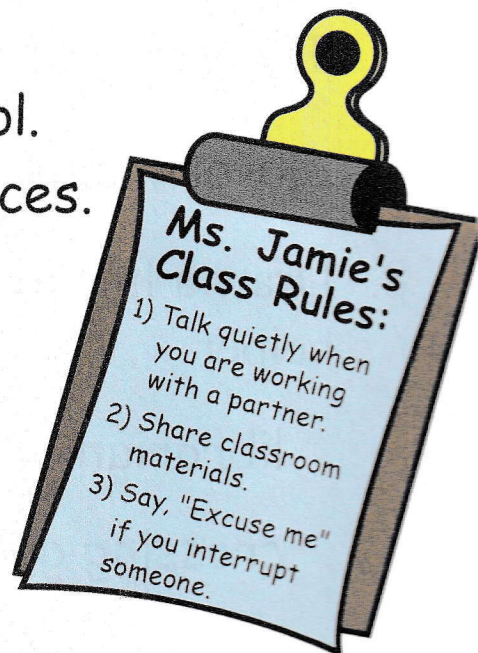 ol.
ces.
Ms. Jamie's
Class Rules:
1) Talk quietly when
you are working
with a partner.
2) Share classroom
materials.
3) Say, "Excuse me"
if you interrupt
someone.